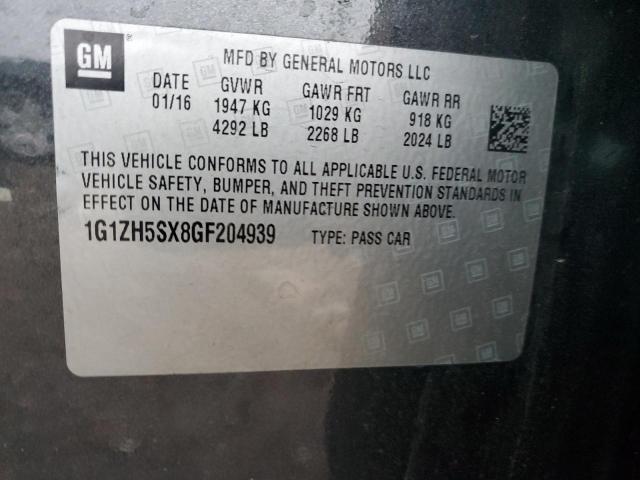 GM
MFD BY GENERAL MOTORS LLC
DATE GVWR GAWR FRT GAWR RR
01/16 1947 KG 1029 KG 918 KG
4292 LB 2268 LB 2024 LB
THIS VEHICLE CONFORMS TO ALL APPLICABLE U.S. FEDERAL MOTOR
VEHICLE SAFETY, BUMPER, AND THEFT PREVENTION STANDARDS IN
EFFECT ON THE DATE OF MANUFACTURE SHOWN ABOVE.
1G1ZH5SX8GF204939 TYPE: PASS CAR